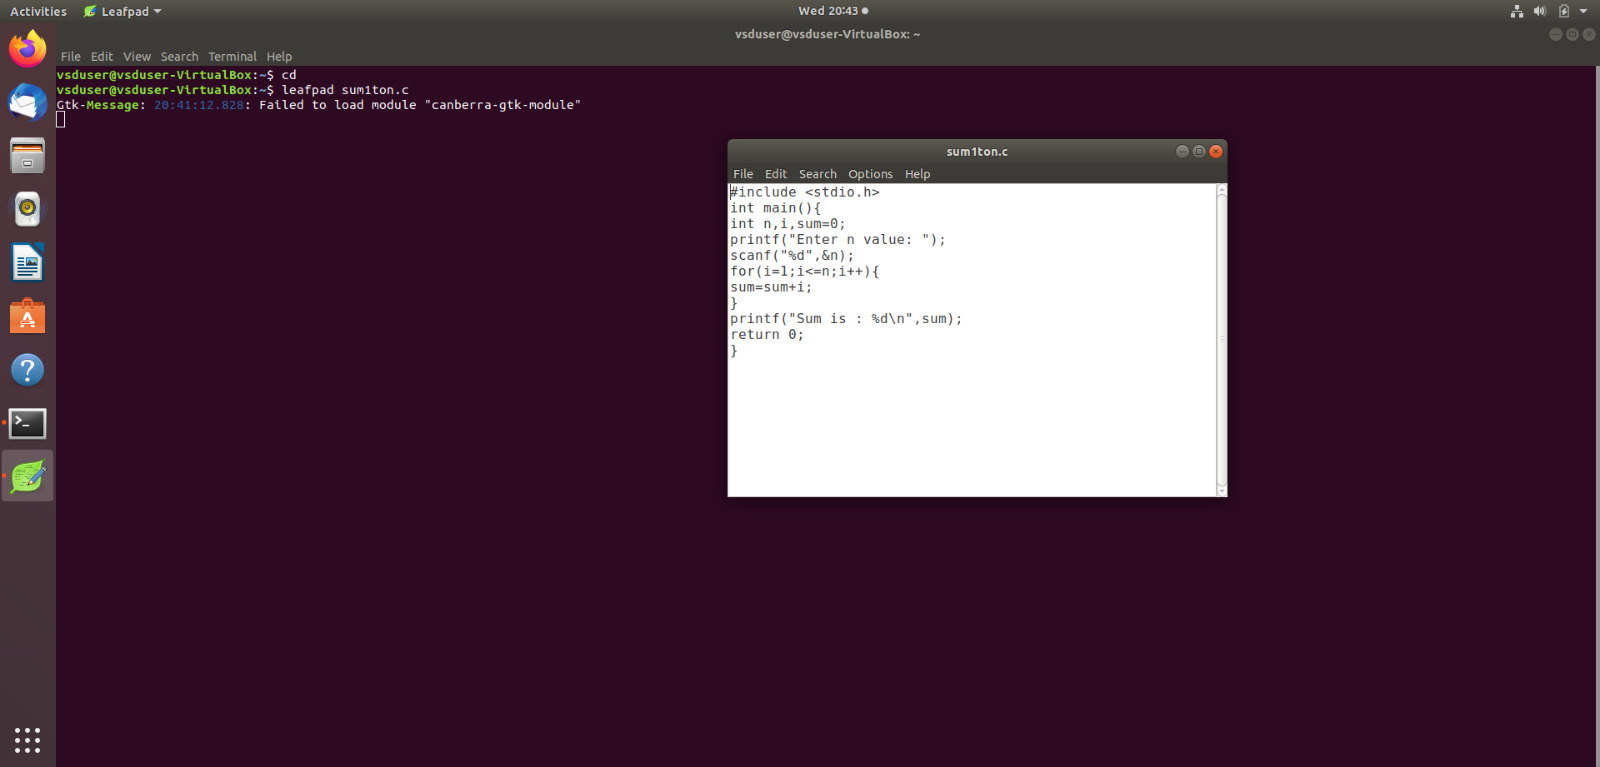 Activities Leafpad Wed 20:43
vsduser@vsduser-VirtualBox: ~
File Edit View Search Terminal Help
vsduser@vsduser-VirtualBox:~$ cd
vsduser@vsduser-VirtualBox:~$ leafpad sum1ton.c
Gtk-Message: 20:41:12.828: Failed to load module "canberra-gtk-module"
sum1ton.c
File Edit Search Options Help
#include <stdio.h>
int main(){
int n,i,sum=0;
printf("Enter n value: ");
scanf("%d",&n);
for(i=1;i<=n;i++){
sum=sum+i;
}
printf("Sum is : %d\n",sum);
return 0;
}